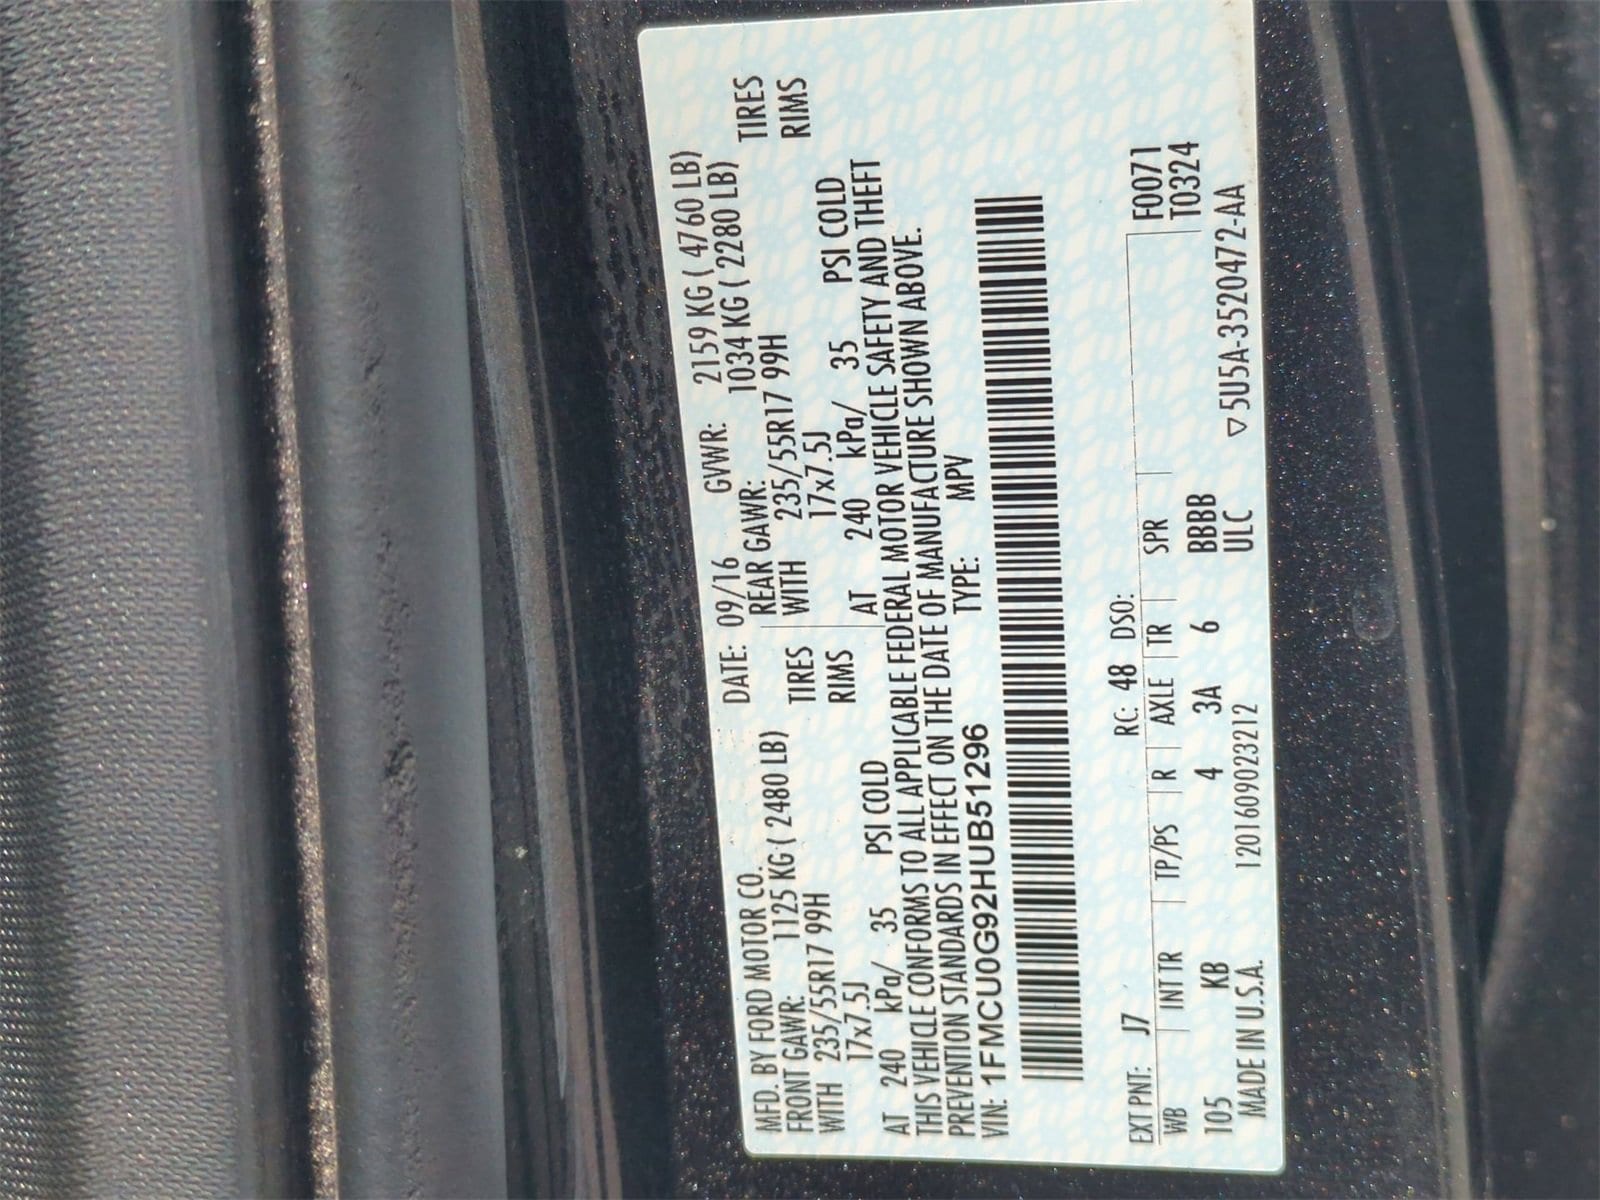 MFD. BY FORD MOTOR CO. DATE: 09/16 GVWR: 2159 KG ( 4760 LB)
FRONT GAWR: 1125 KG ( 2480 LB) REAR GAWR: 1034 KG ( 2280 LB)
WITH 235/55R17 99H TIRES WITH 235/55R17 99H TIRES
17x7.5J RIMS 17x7.5J RIMS
AT 240 kPa/ 35 PSI COLD AT 240 kPa/ 35 PSI COLD
THIS VEHICLE CONFORMS TO ALL APPLICABLE FEDERAL MOTOR VEHICLE SAFETY AND THEFT
PREVENTION STANDARDS IN EFFECT ON THE DATE OF MANUFACTURE SHOWN ABOVE.
VIN: 1FMCU0G92HUB51296 TYPE: MPV
EXT PNT: J7 RC: 48 DSO: F0071
WB INT TR TP/PS R AXLE TR SPR T0324
105 KB 4 3A 6 BBBB
MADE IN U.S.A. 1201609023212 ULC ▽5U5A-3520472-AA